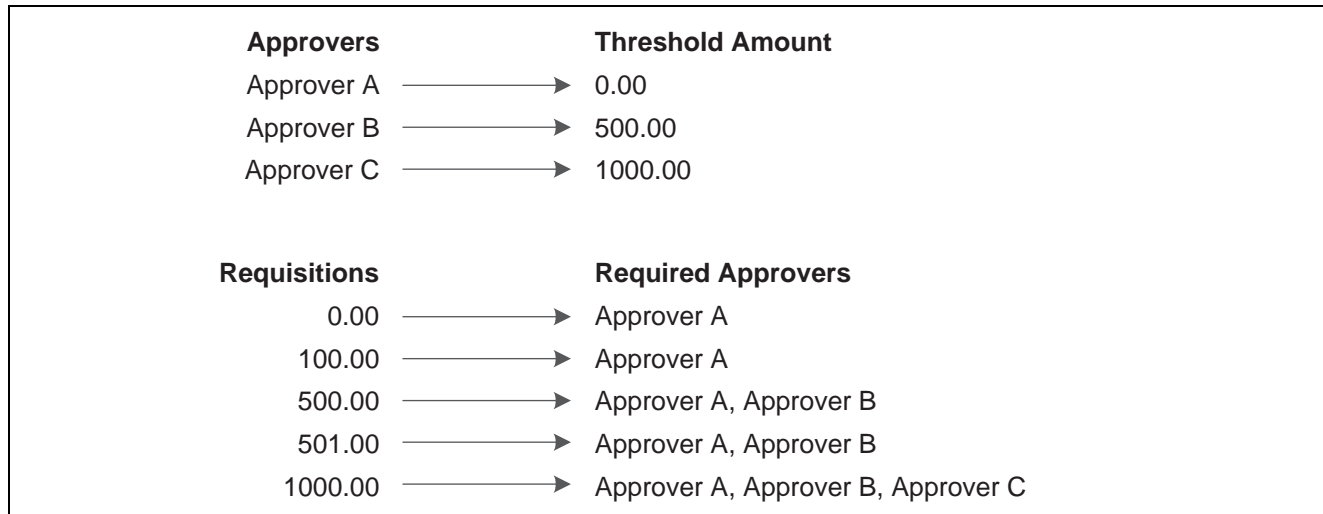 Approvers Threshold Amount
Approver A 0.00
Approver B 500.00
Approver C 1000.00
Requisitions Required Approvers
0.00 Approver A
100.00 Approver A
500.00 Approver A, Approver B
501.00 Approver A, Approver B
1000.00 Approver A, Approver B, Approver C